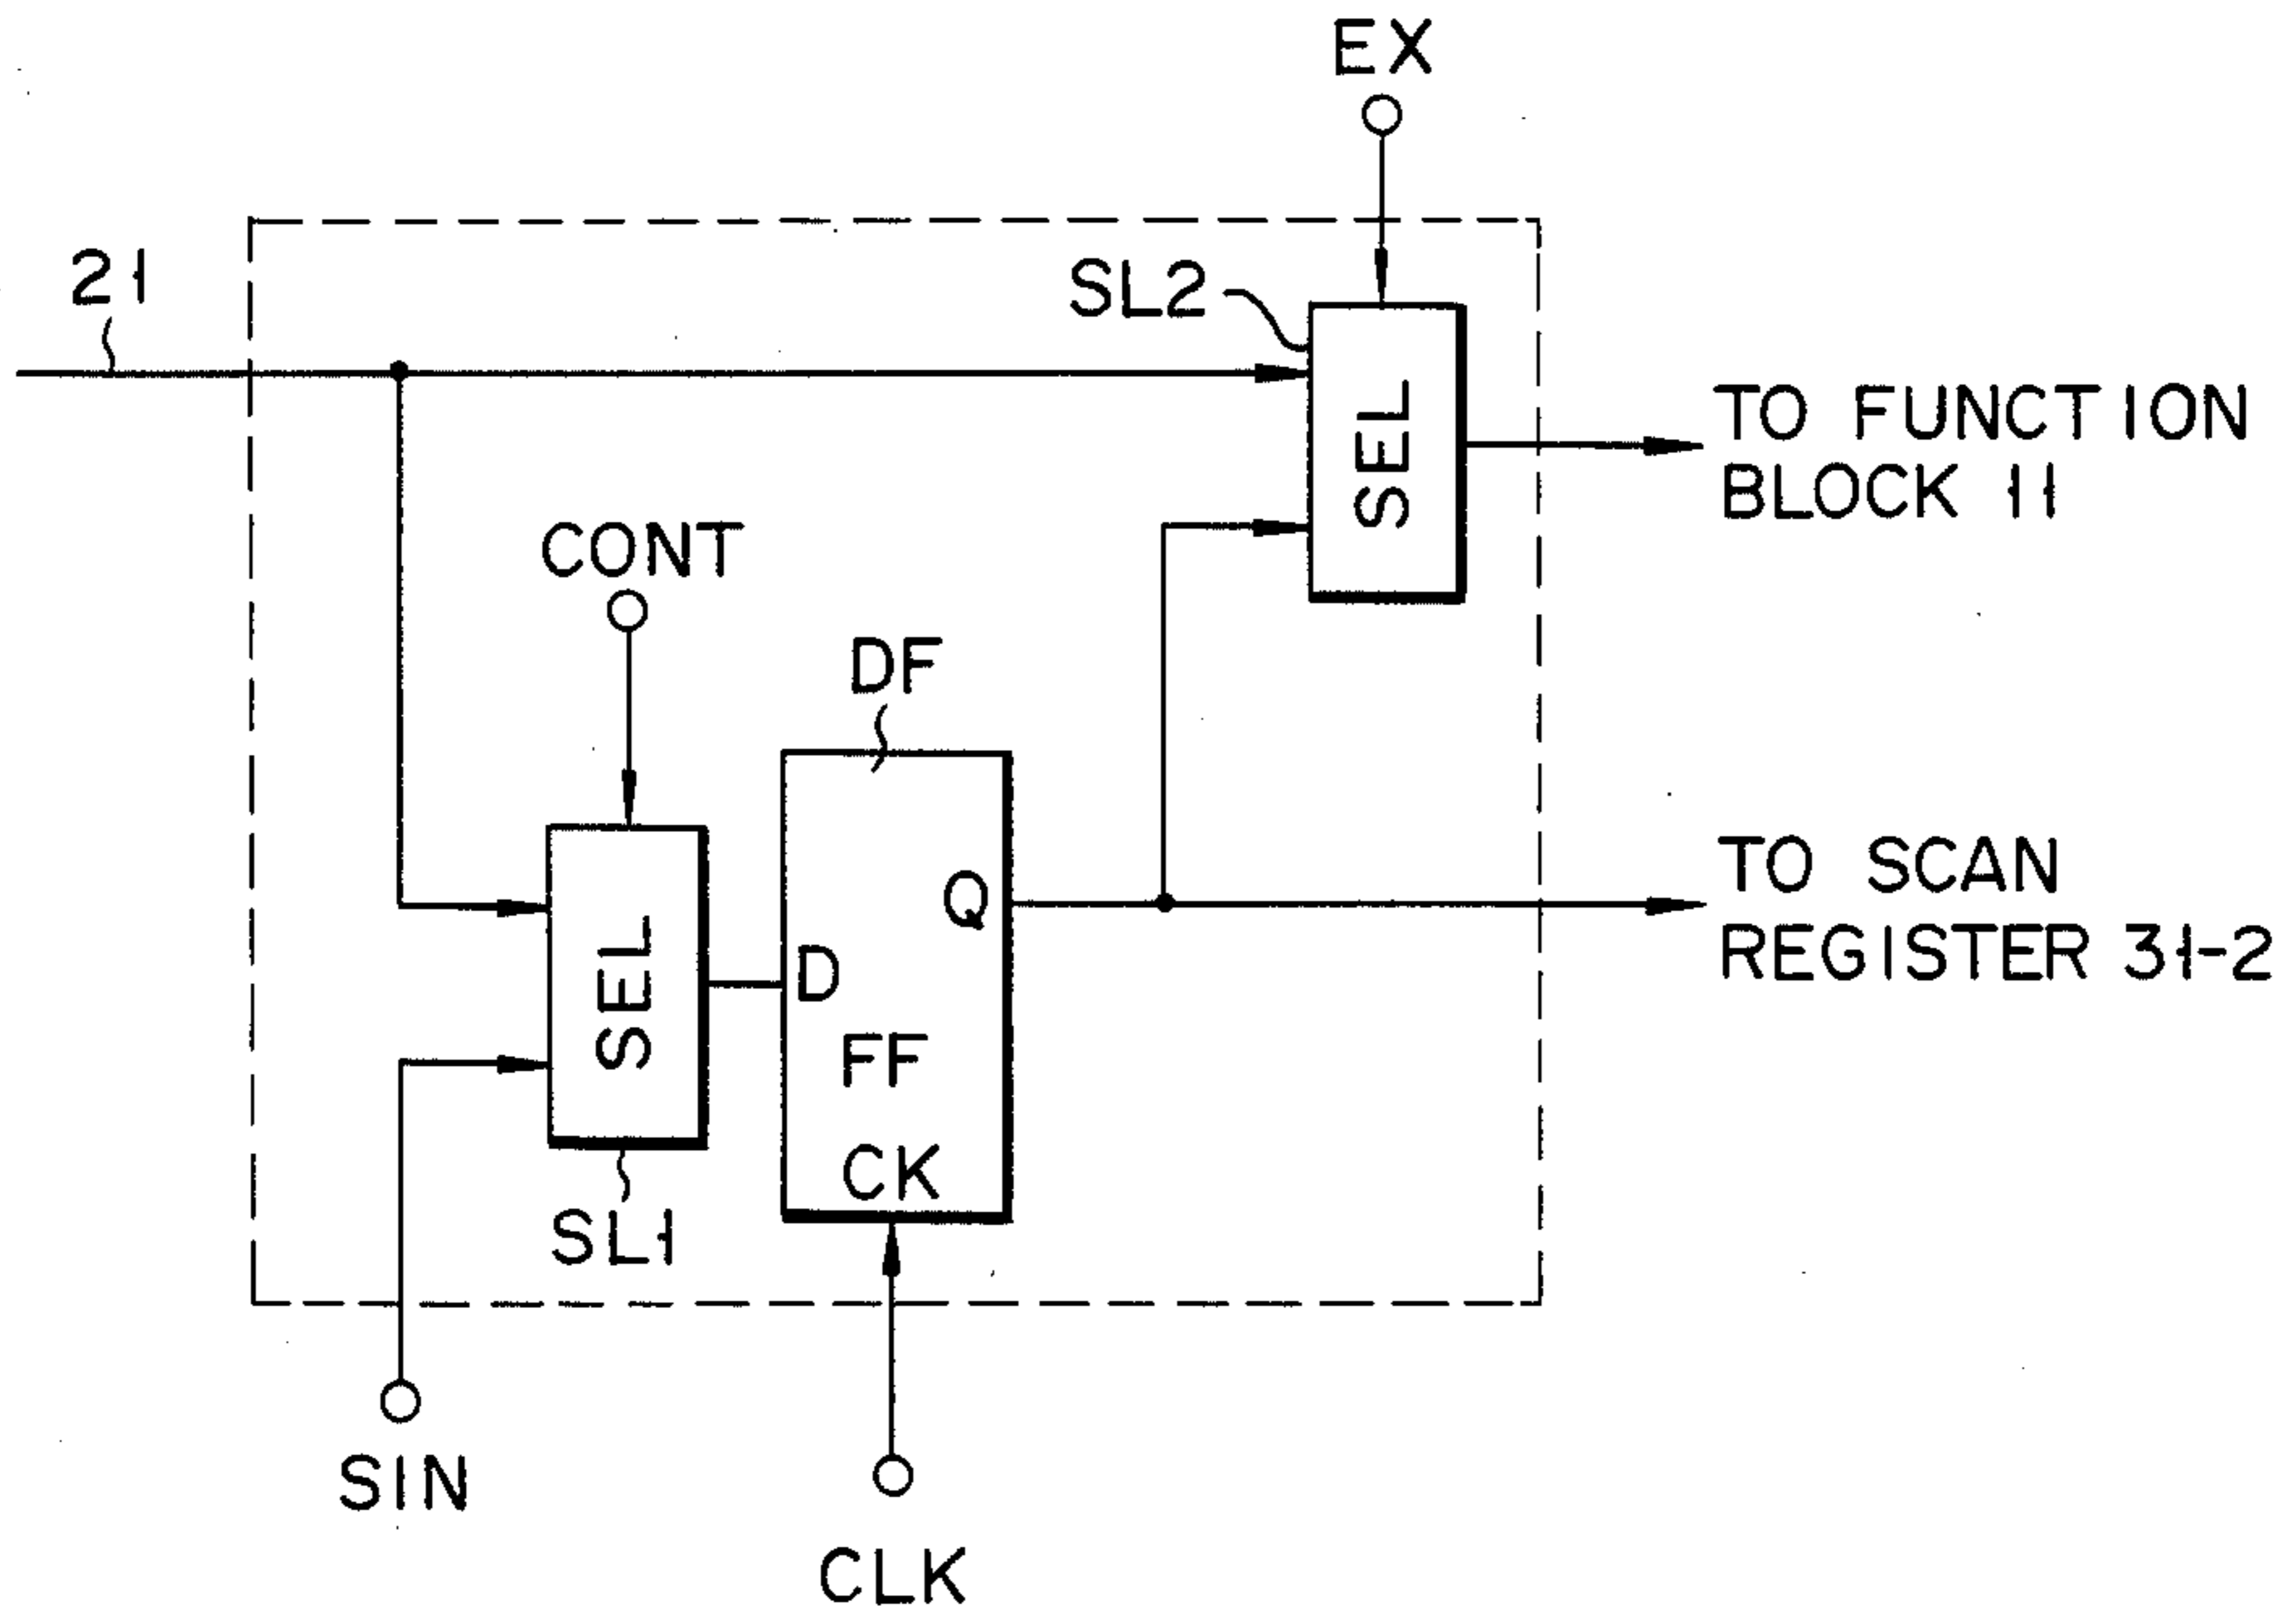 EX
21
SL2
SEL
TO FUNCTION
BLOCK 11
CONT
DF
SEL
D
Q
FF
CK
TO SCAN
REGISTER 31-2
SL1
SIN
CLK